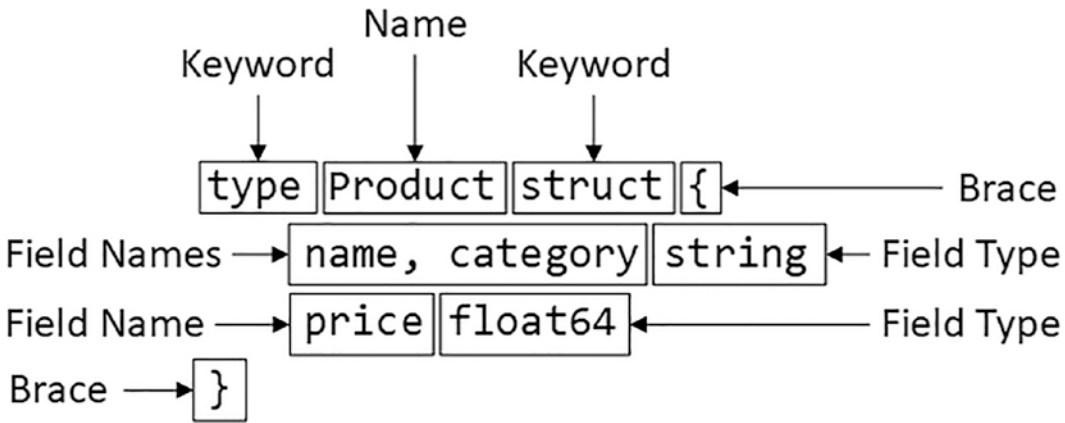 Name
Keyword Keyword
type Product struct { Brace
Field Names name, category string Field Type
Field Name price float64 Field Type
Brace }